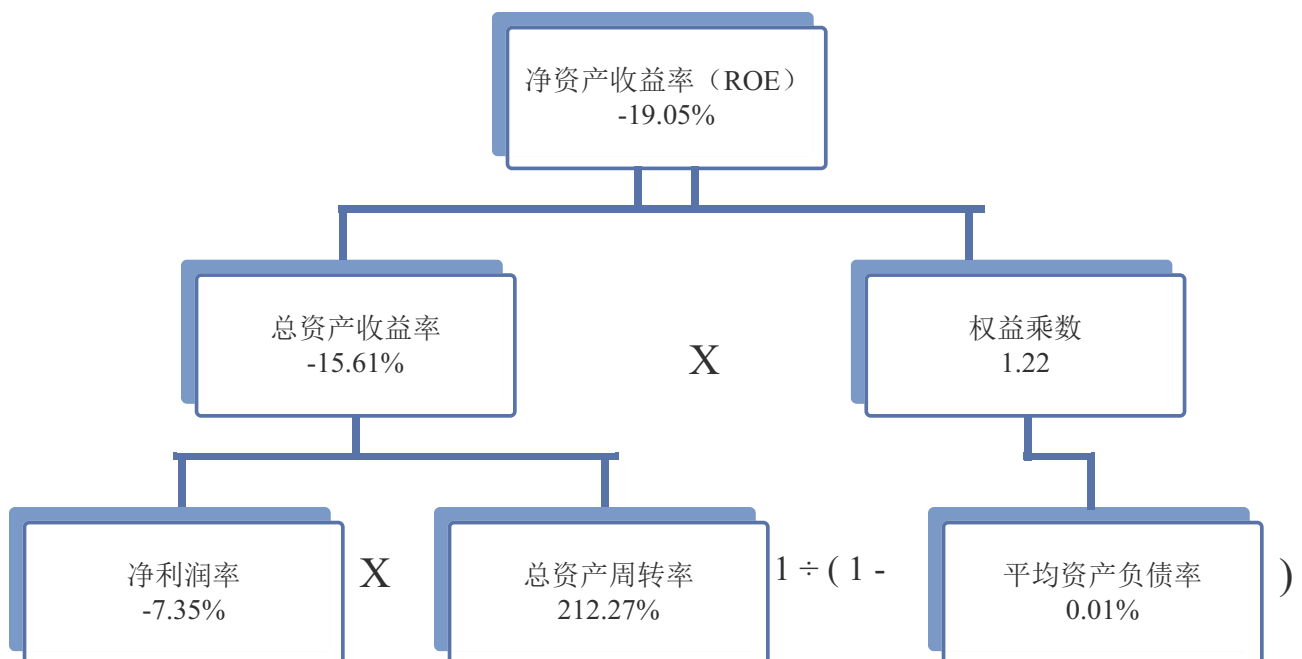 净资产收益率（ROE）
-19.05%
总资产收益率
-15.61%
X
权益乘数
1.22
净利润率
-7.35%
X
总资产周转率
212.27%
1 ÷ ( 1 -
平均资产负债率
0.01%
)